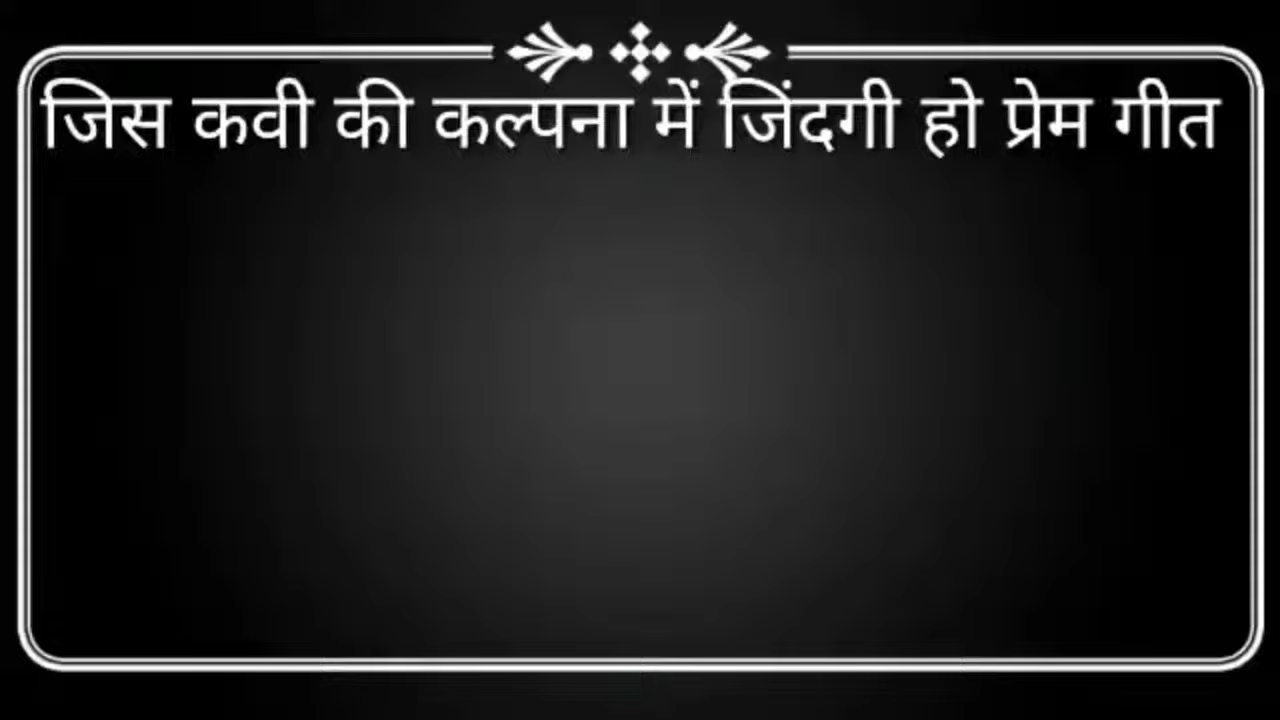 जिस कवी की कल्पना में जिंदगी हो प्रेम गीत